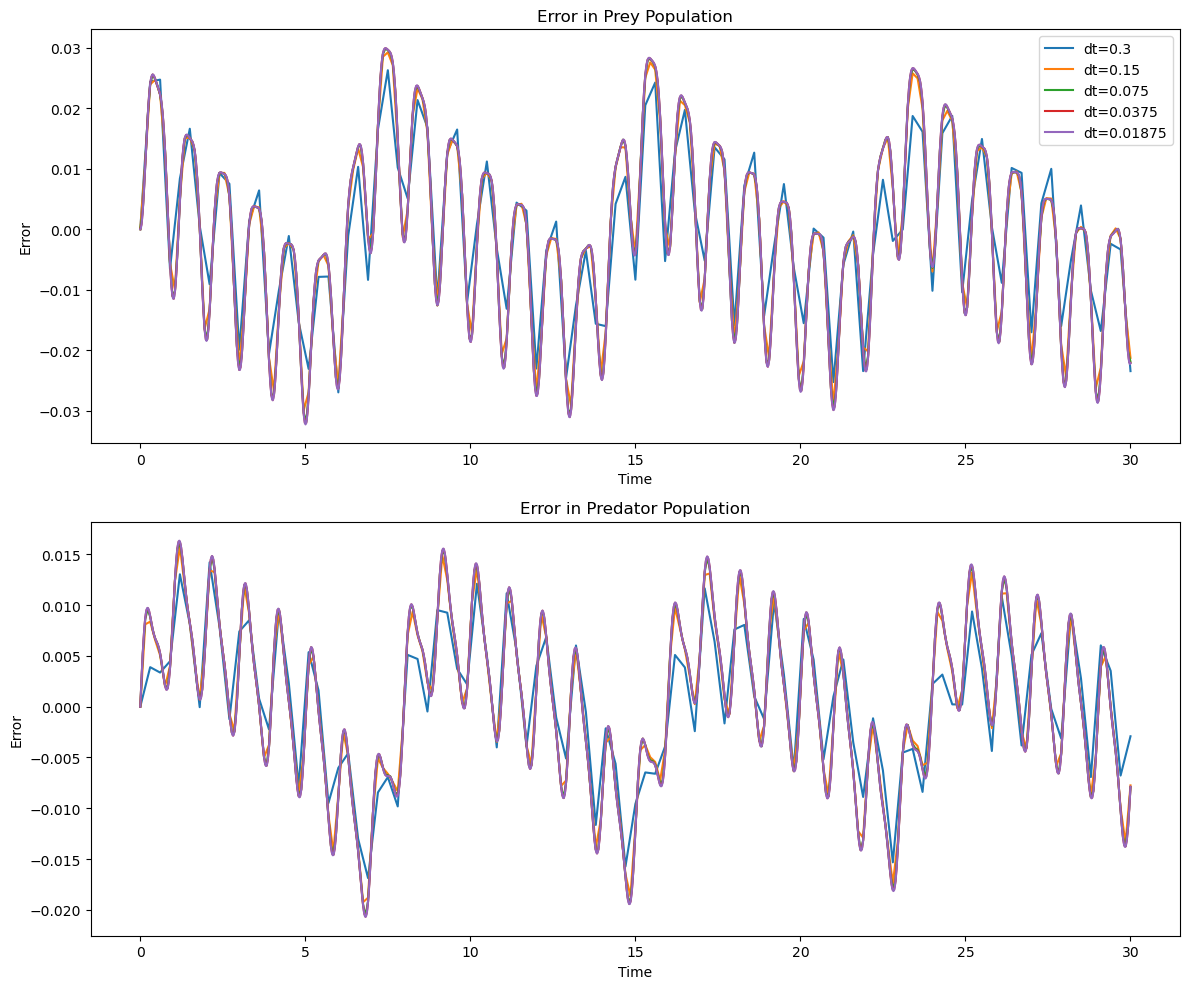 Error in Prey Population
0.03
0.02
0.01
0.00
−0.01
−0.02
−0.03
Error
dt=0.3
dt=0.15
dt=0.075
dt=0.0375
dt=0.01875
0 5 10 15 20 25 30
Time
Error in Predator Population
0.015
0.010
0.005
0.000
−0.005
−0.010
−0.015
−0.020
Error
0 5 10 15 20 25 30
Time